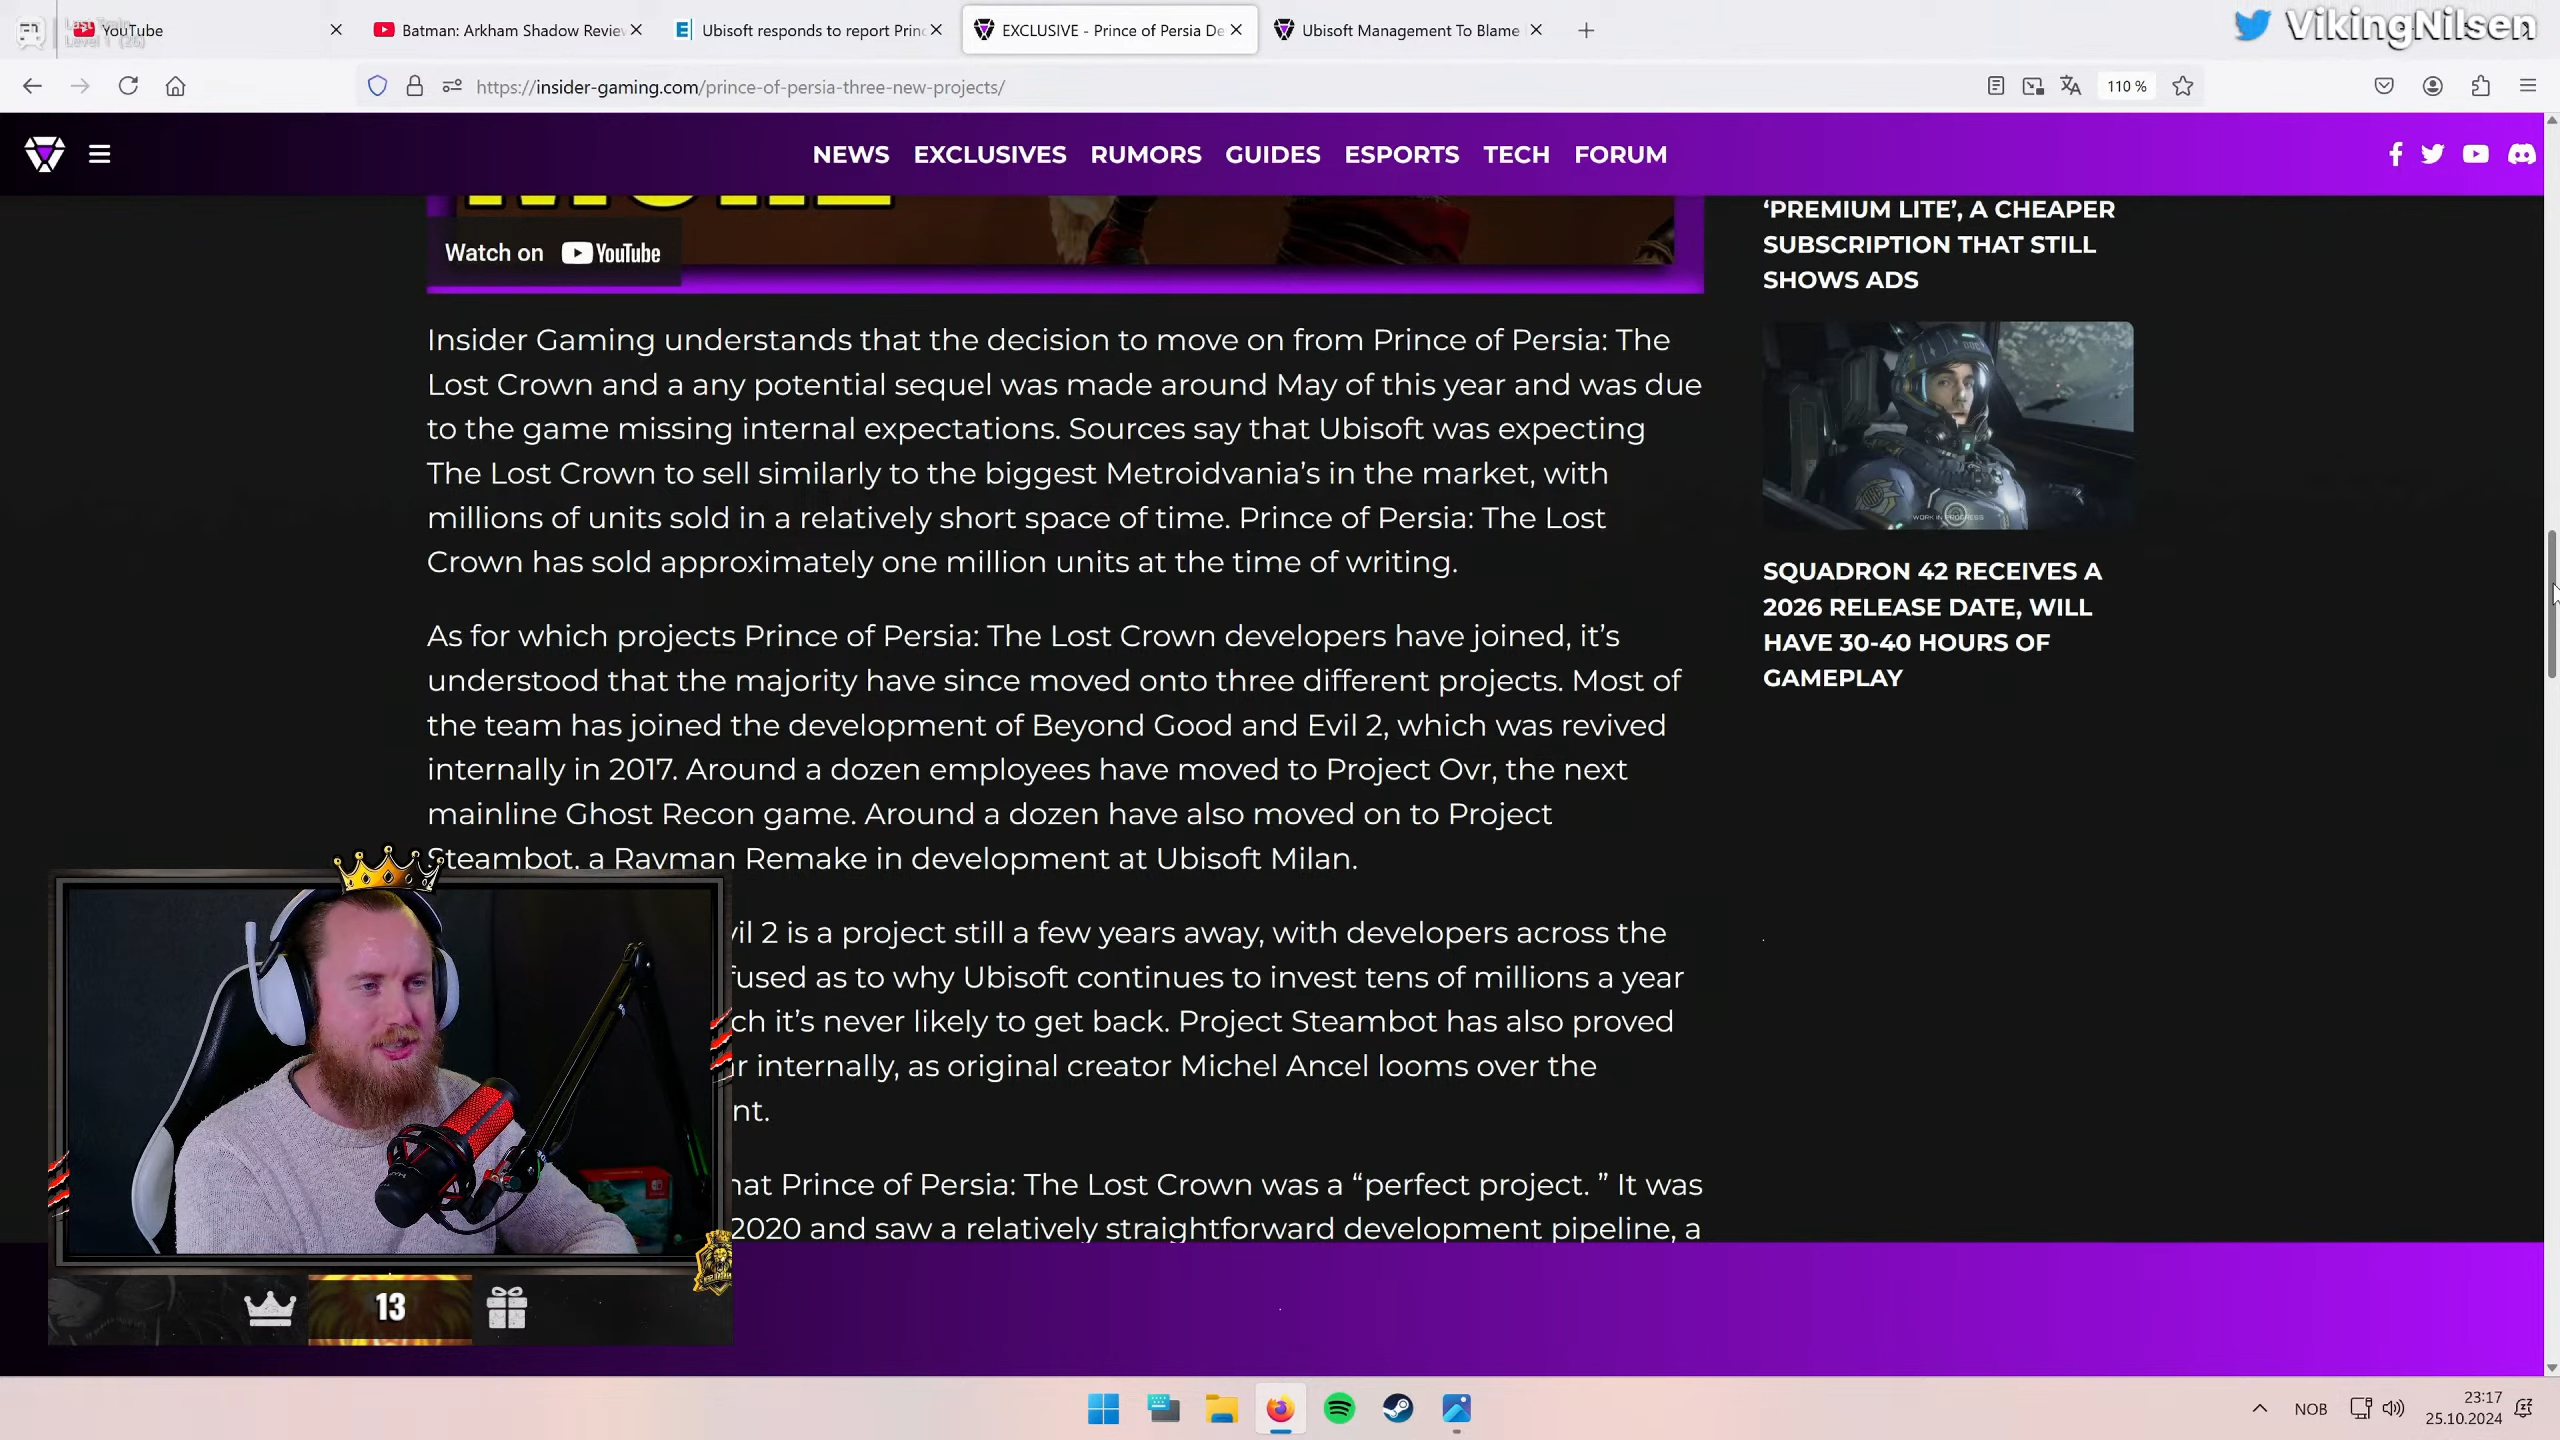 YouTube
Batman: Arkham Shadow Review
Ubisoft responds to report Princ
EXCLUSIVE - Prince of Persia De
Ubisoft Management To Blame
VikingNilsen
https://insider-gaming.com/prince-of-persia-three-new-projects/
110 %
NEWS EXCLUSIVES RUMORS GUIDES ESPORTS TECH FORUM
Watch on YouTube
‘PREMIUM LITE’, A CHEAPER
SUBSCRIPTION THAT STILL
SHOWS ADS
Insider Gaming understands that the decision to move on from Prince of Persia: The
Lost Crown and a any potential sequel was made around May of this year and was due
to the game missing internal expectations. Sources say that Ubisoft was expecting
The Lost Crown to sell similarly to the biggest Metroidvania’s in the market, with
millions of units sold in a relatively short space of time. Prince of Persia: The Lost
Crown has sold approximately one million units at the time of writing.
WORK IN PROGRESS
SQUADRON 42 RECEIVES A
2026 RELEASE DATE, WILL
HAVE 30-40 HOURS OF
GAMEPLAY
As for which projects Prince of Persia: The Lost Crown developers have joined, it’s
understood that the majority have since moved onto three different projects. Most of
the team has joined the development of Beyond Good and Evil 2, which was revived
internally in 2017. Around a dozen employees have moved to Project Ovr, the next
mainline Ghost Recon game. Around a dozen have also moved on to Project
Steambot, a Rayman Remake in development at Ubisoft Milan.
vil 2 is a project still a few years away, with developers across the
fused as to why Ubisoft continues to invest tens of millions a year
ch it’s never likely to get back. Project Steambot has also proved
r internally, as original creator Michel Ancel looms over the
nt.
hat Prince of Persia: The Lost Crown was a “perfect project. ” It was
2020 and saw a relatively straightforward development pipeline, a
13
NOB
23:17
25.10.2024